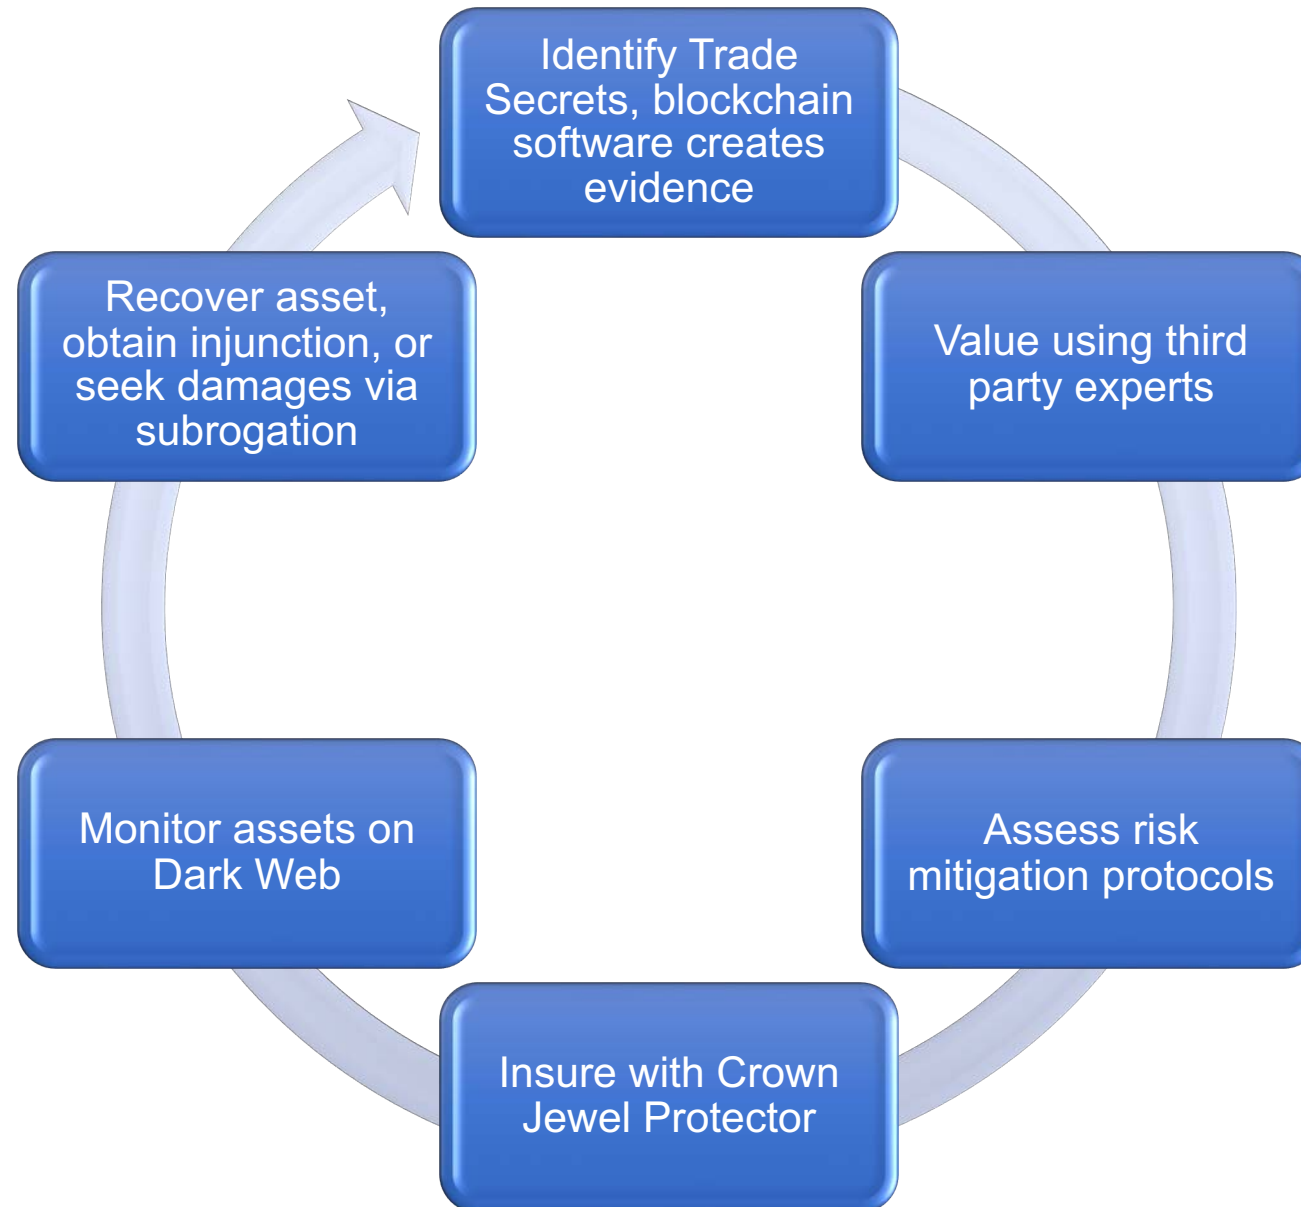 Identify Trade
Secrets, blockchain
software creates
evidence
Value using third
party experts
Assess risk
mitigation protocols
Insure with Crown
Jewel Protector
Monitor assets on
Dark Web
Recover asset,
obtain injunction, or
seek damages via
subrogation